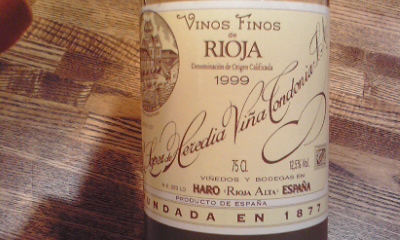 VINOS FINOS
de
RIOJA
Denominación de Origen Calificada
1999
López de Heredia Viña Tondonia, S.A.
75 CL 12,5% Vol.
VIÑEDOS Y BODEGAS EN
HARO (RIOJA ALTA) ESPAÑA
PRODUCTO DE ESPAÑA
FUNDADA EN 1877